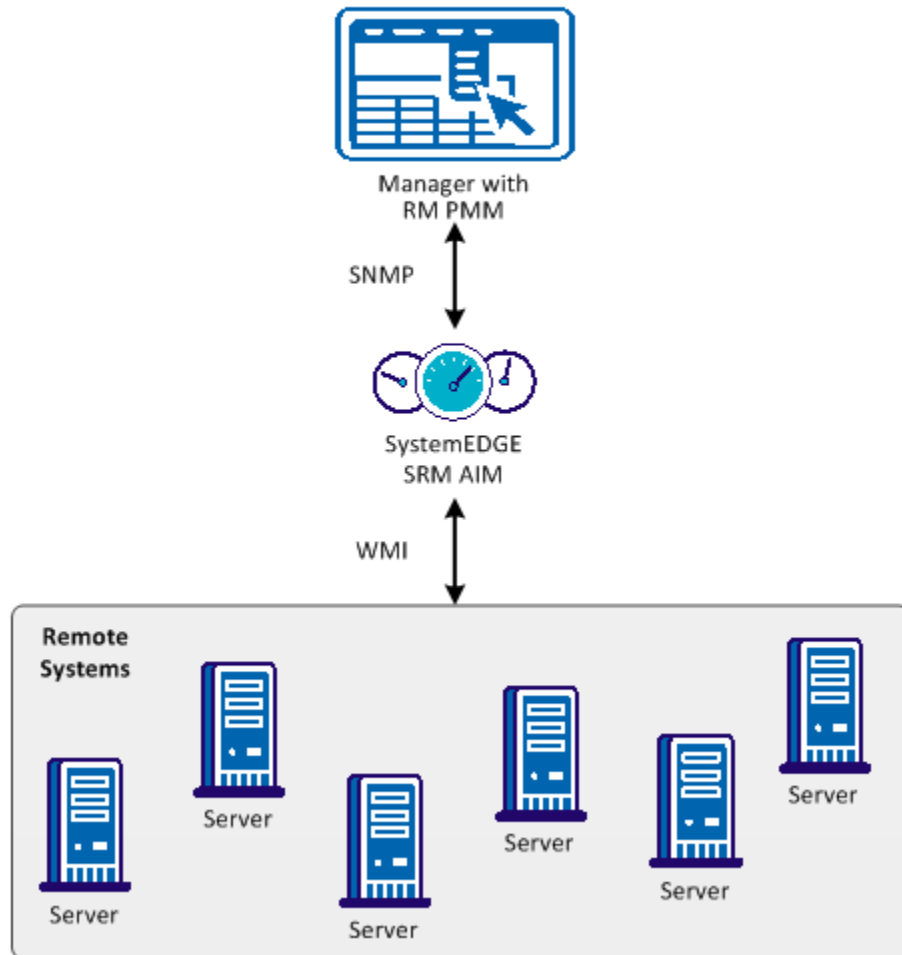 Manager with
RM PMM
SNMP
SystemEDGE
SRM AIM
WMI
Remote
Systems
Server
Server
Server
Server
Server
Server